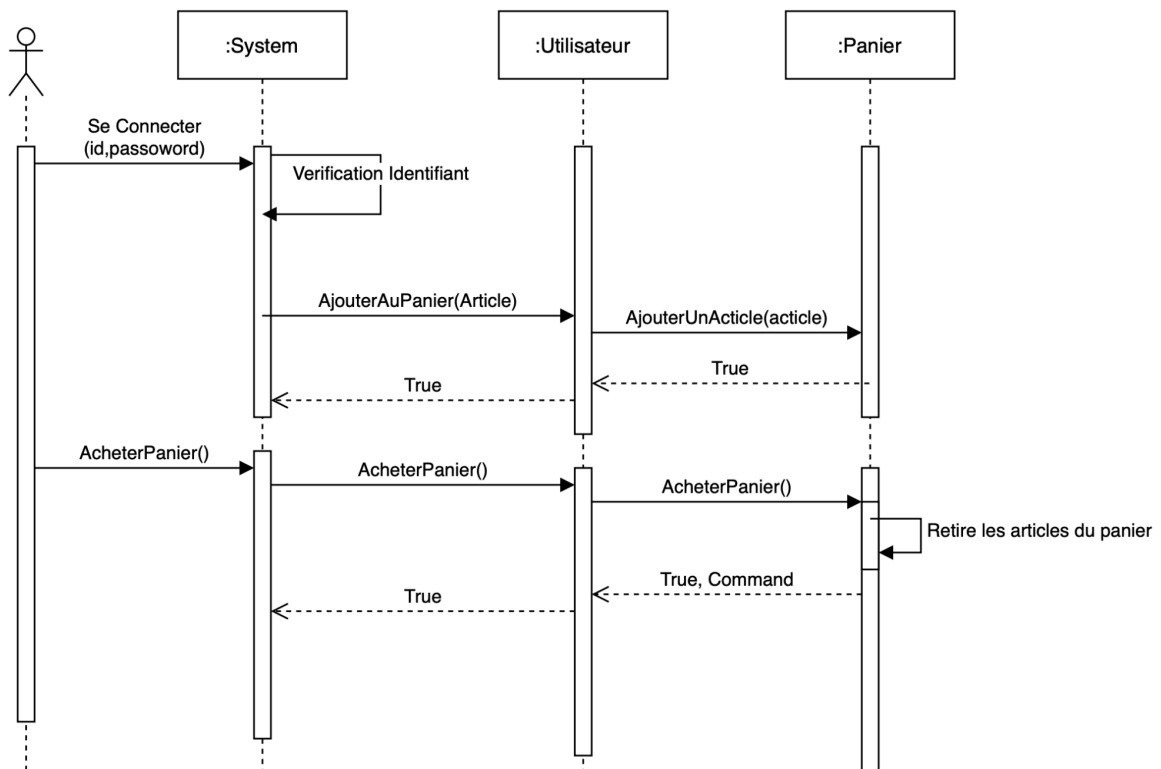 :System
:Utilisateur
:Panier
Se Connecter
(id,passoword)
Verification Identifiant
AjouterAuPanier(Article)
AjouterUnActicle(acticle)
True
True
AcheterPanier()
AcheterPanier()
AcheterPanier()
Retire les articles du panier
True, Command
True